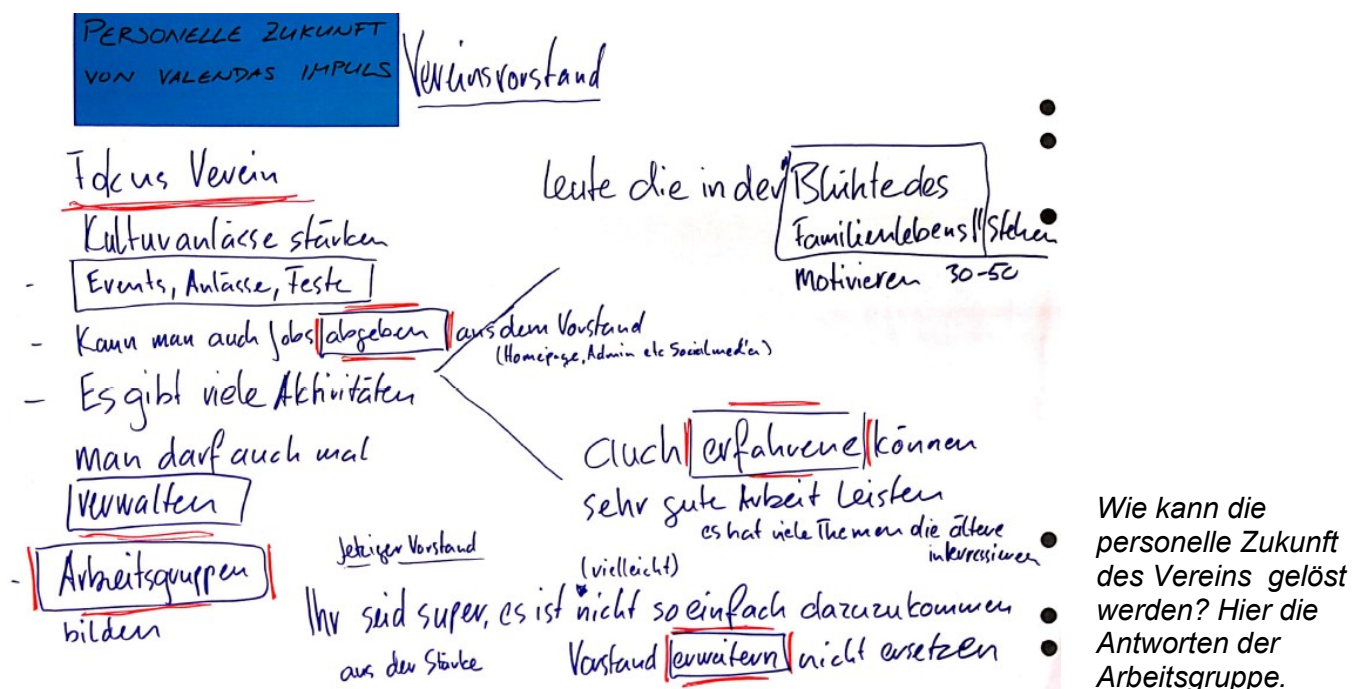 PERSONELLE ZUKUNFT
VON VALENDAS IMPULS
Vereinsvorstand
Fokus Verein
Kulturanlässe stärken
- Events, Anlässe, Feste
- Kann man auch Jobs abgeben aus dem Vorstand
(Homepage, Admin etc Socialmedia)
- Es gibt viele Aktivitäten
man darf auch mal
verwalten
- Arbeitsgruppen
bilden
Leute die in der "Blühte des
Familienlebens" stehen
motivieren 30-50
auch erfahrene können
sehr gute Arbeit leisten
es hat viele Themen die ältere
interressieren
Jetziger Vorstand
(vielleicht)
Ihr seid super, es ist nicht so einfach dazuzukommen
aus der Stärke
Vorstand erweitern nicht ersetzen
Wie kann die
personelle Zukunft
des Vereins gelöst
werden? Hier die
Antworten der
Arbeitsgruppe.